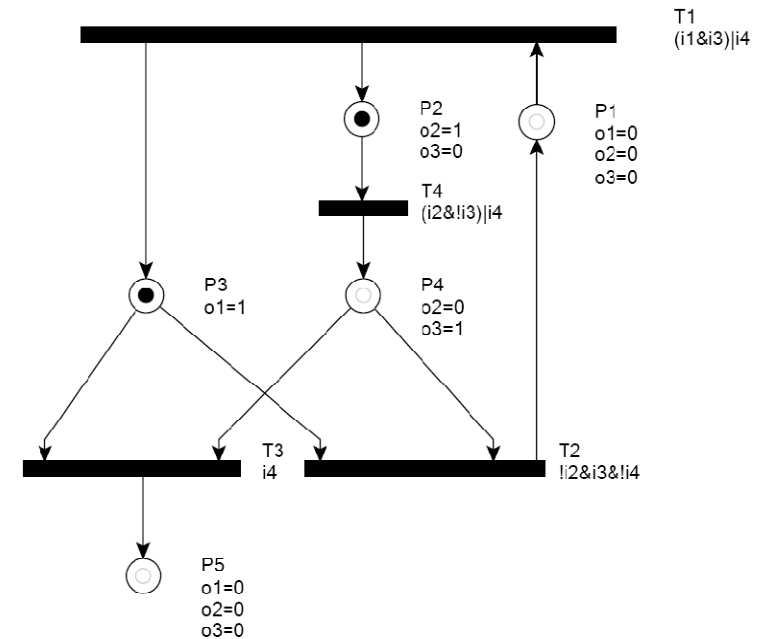 T1
(i1&i3)|i4
P2
o2=1
o3=0
P1
o1=0
o2=0
o3=0
T4
(i2&!i3)|i4
P3
o1=1
P4
o2=0
o3=1
T3
i4
T2
!i2&i3&!i4
P5
o1=0
o2=0
o3=0